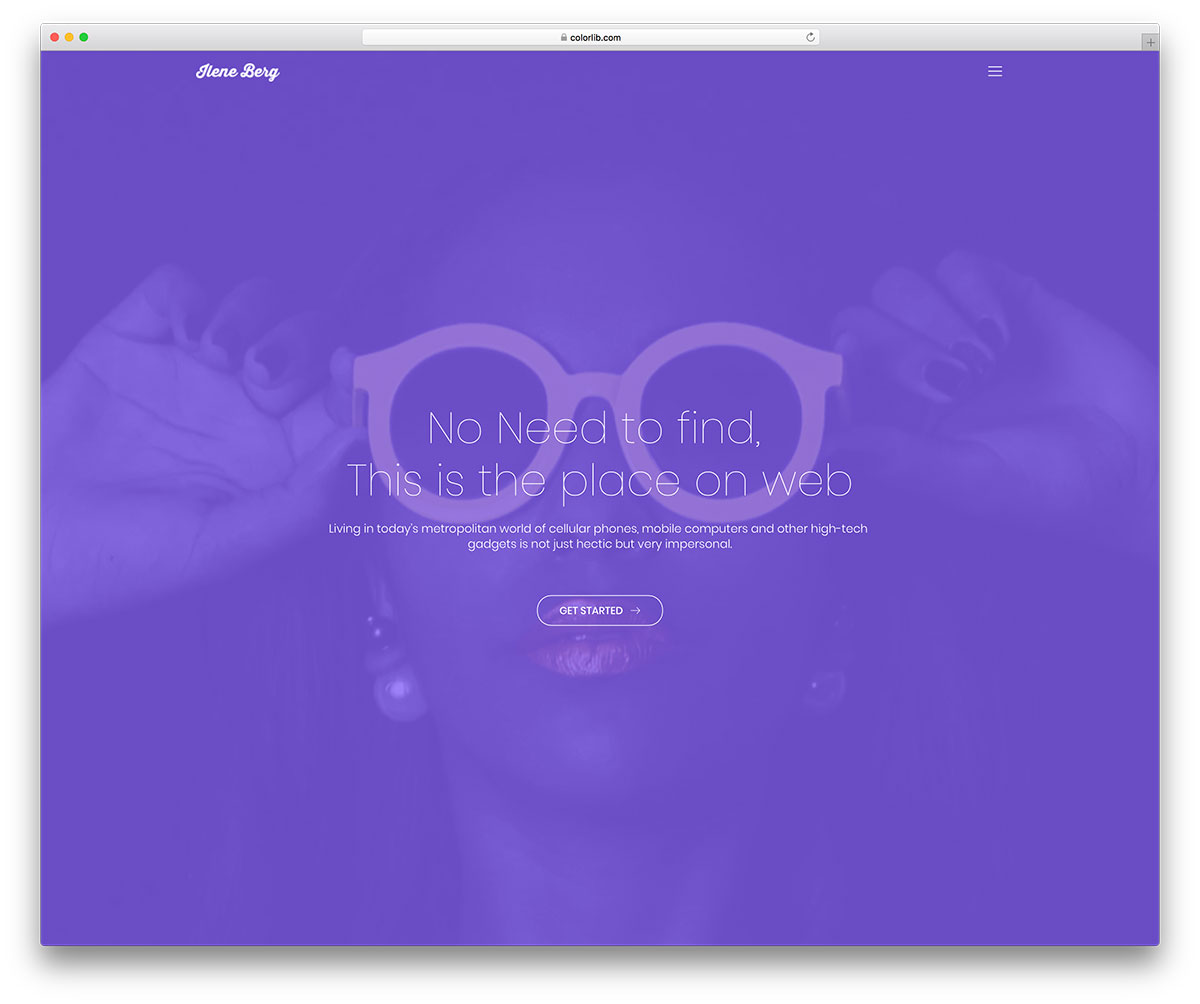 colorlib.com
Ilene Berg
No Need to find,
This is the place on web
Living in today's metropolitan world of cellular phones, mobile computers and other high-tech
gadgets is not just hectic but very impersonal.
GET STARTED →